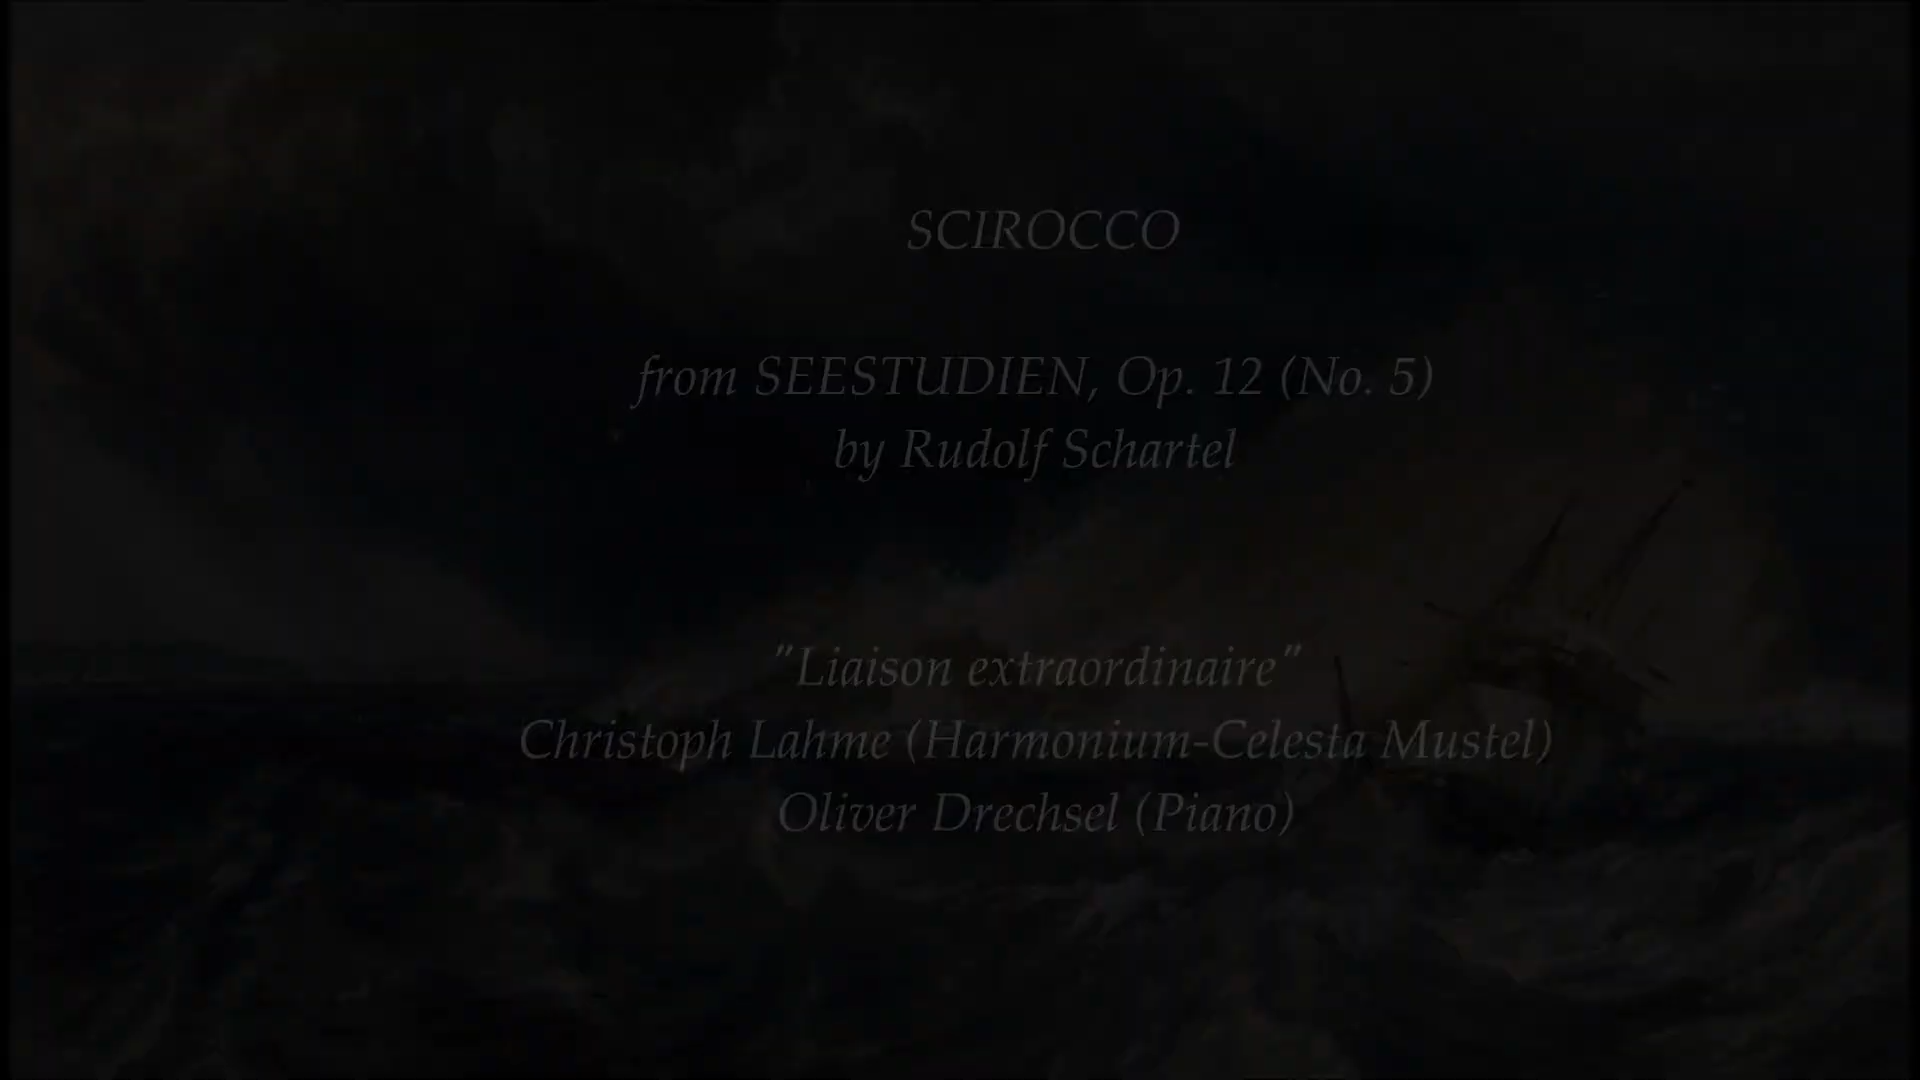 SCIROCCO
from SEESTUDIEN, Op. 12 (No. 5)
by Rudolf Schartel
"Liaison extraordinaire"
Christoph Lahme (Harmonium-Celesta Mustel)
Oliver Drechsel (Piano)